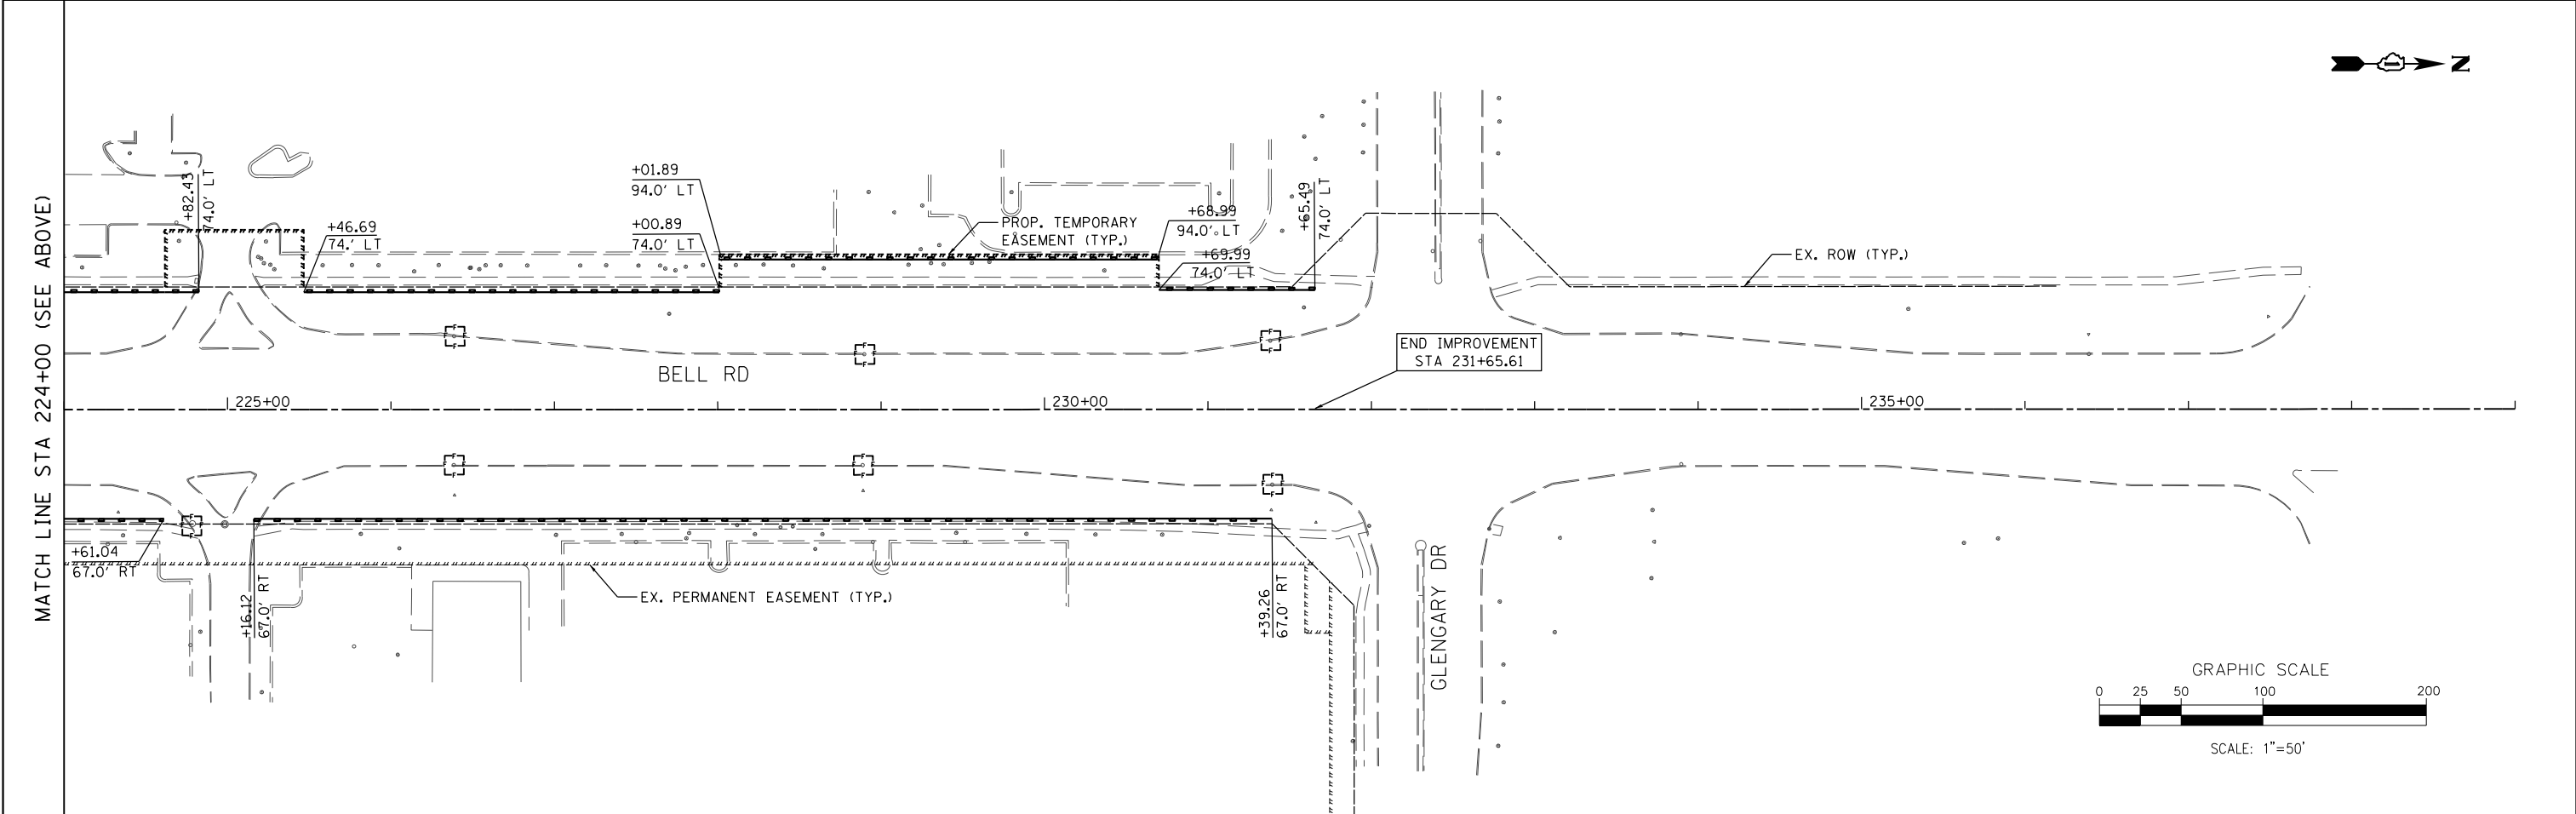 MATCH LINE STA 224+00 (SEE ABOVE)
N
+82.43
74.0' LT
+46.69
74.' LT
+01.89
94.0' LT
+00.89
74.0' LT
PROP. TEMPORARY
EASEMENT (TYP.)
+68.99
94.0' LT
+69.99
74.0' LT
+65.49
74.0' LT
EX. ROW (TYP.)
END IMPROVEMENT
STA 231+65.61
BELL RD
225+00
230+00
235+00
+61.04
67.0' RT
+16.12
67.0' RT
EX. PERMANENT EASEMENT (TYP.)
+39.26
67.0' RT
GLENGARY DR
GRAPHIC SCALE
0 25 50 100 200
SCALE: 1"=50'